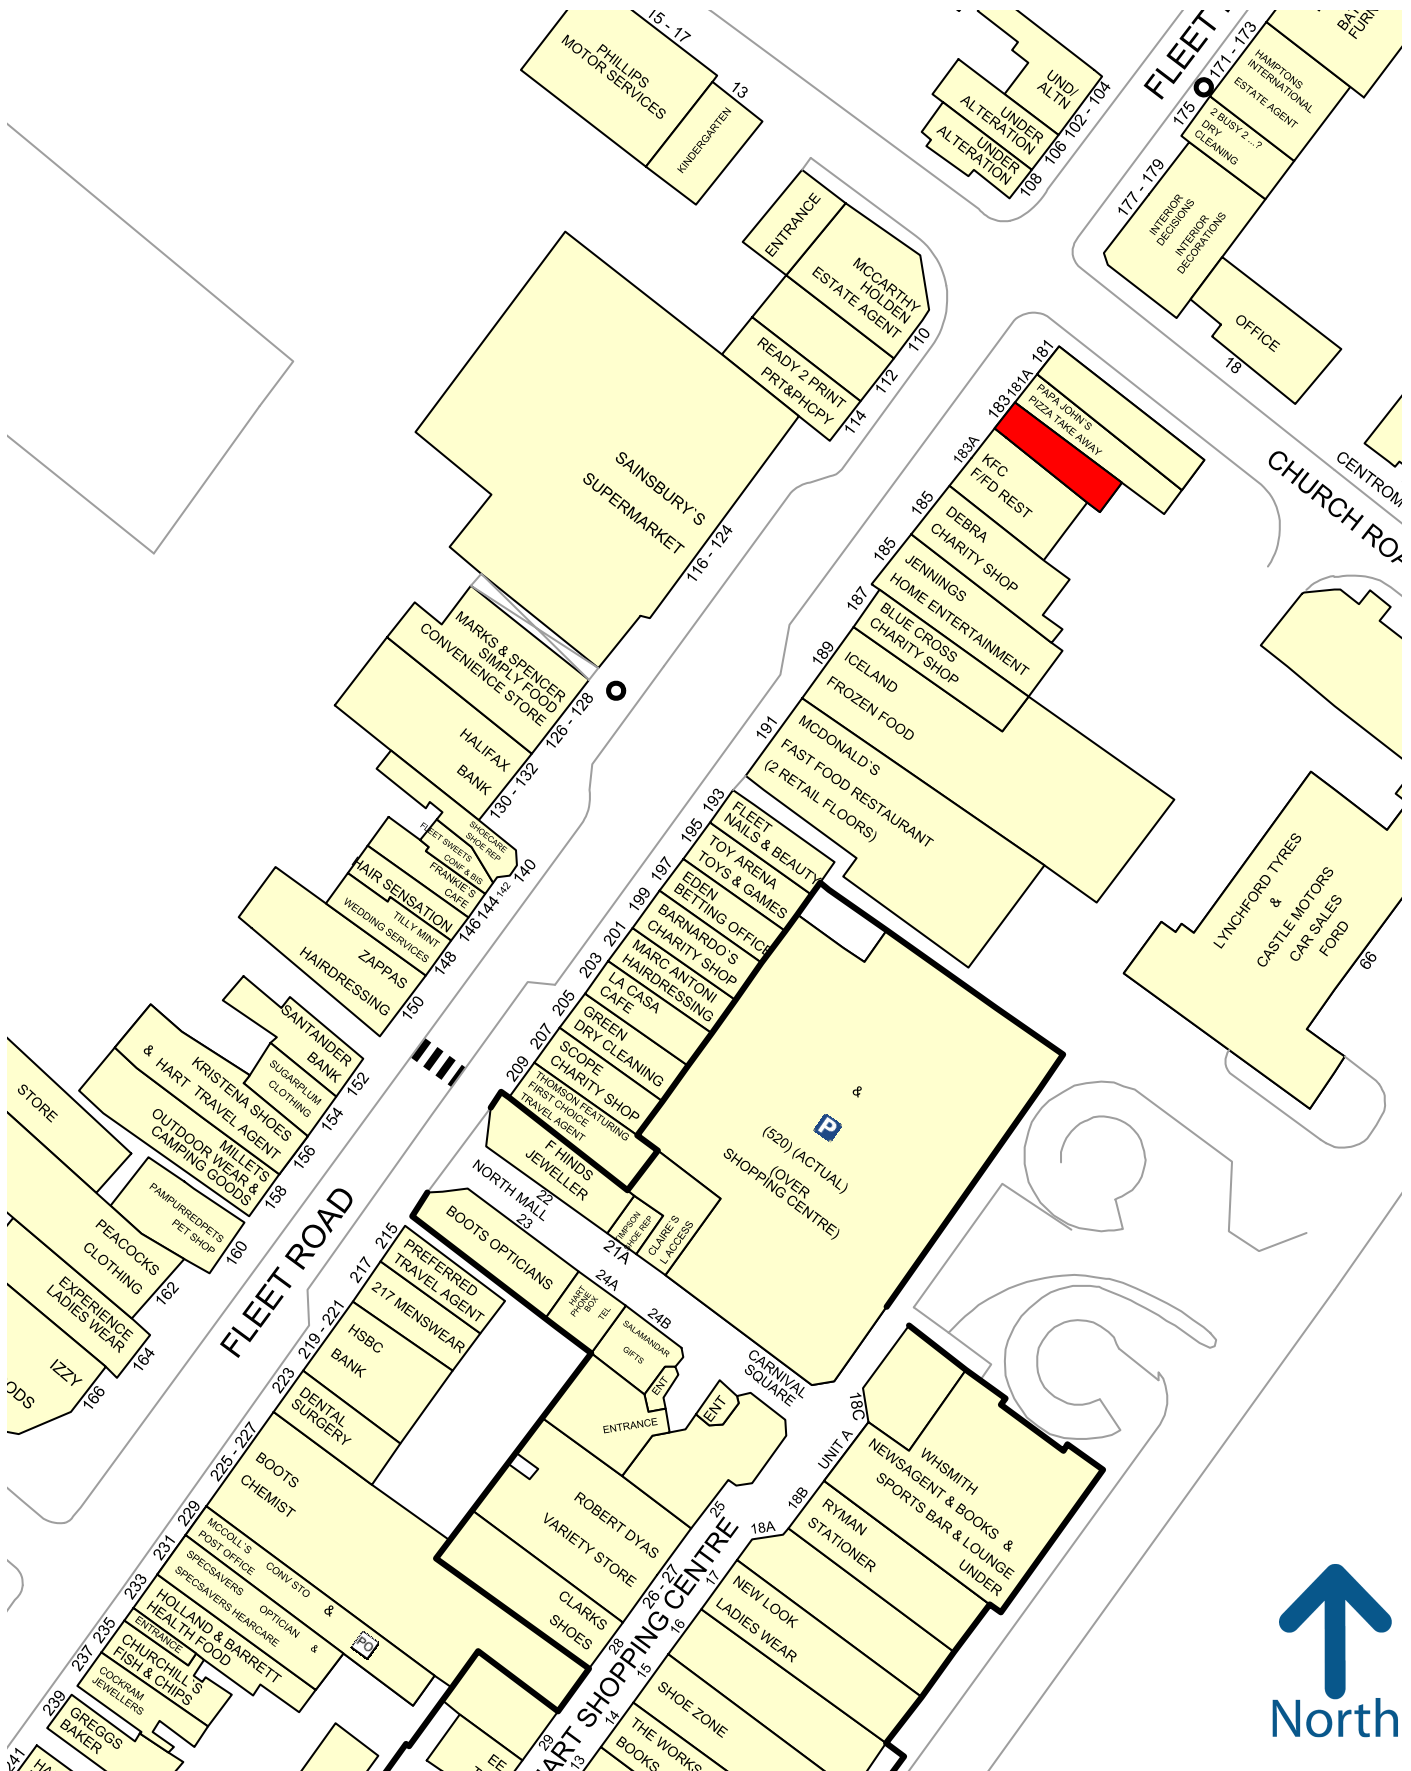 15 - 17
PHILLIPS
MOTOR SERVICES
13
KINDERGARTEN
UND/
ALTN
102 - 104
UNDER
ALTERATION
106
UNDER
ALTERATION
108
FLEET
171 - 173
HAMPTONS
INTERNATIONAL
ESTATE AGENT
175
2 BUSY 2 ...?
DRY
CLEANING
177 - 179
INTERIOR
DECISIONS
INTERIOR
DECORATIONS
OFFICE
18
ENTRANCE
MCCARTHY
HOLDEN
ESTATE AGENT
110
112
READY 2 PRINT
PRT&PHCPY
114
SAINSBURY`S
SUPERMARKET
116 - 124
181
181A
PAPA JOHN`S
PIZZA TAKE AWAY
183
183A
KFC
F/FD REST
185
DEBRA
CHARITY SHOP
185
JENNINGS
HOME ENTERTAINMENT
187
BLUE CROSS
CHARITY SHOP
189
ICELAND
FROZEN FOOD
191
MCDONALD`S
FAST FOOD RESTAURANT
(2 RETAIL FLOORS)
CENTROM
CHURCH ROA
MARKS & SPENCER
SIMPLY FOOD
CONVENIENCE STORE
126 - 128
HALIFAX
BANK
130 - 132
SHOECARE
SHOE REP
140
FLEET SWEETS
CONF & BIS
142
FRANKIE`S
CAFE
144
HAIR SENSATION
146
TILLY MINT
WEDDING SERVICES
148
ZAPPAS
HAIRDRESSING
150
193
FLEET
NAILS & BEAUTY
195
TOY ARENA
TOYS & GAMES
197
EDEN
BETTING OFFICE
199
BARNARDO`S
CHARITY SHOP
201
MARC ANTONI
HAIRDRESSING
203
LA CASA
CAFE
205
GREEN
DRY CLEANING
207
SCOPE
CHARITY SHOP
209
THOMSON FEATURING
FIRST CHOICE
TRAVEL AGENT
LYNCHFORD TYRES
&
CASTLE MOTORS
CAR SALES
FORD
66
&
P
(520) (ACTUAL)
(OVER
SHOPPING CENTRE)
SANTANDER
BANK
152
SUGARPLUM
CLOTHING
154
KRISTENA SHOES
& HART TRAVEL AGENT
156
MILLETS
OUTDOOR WEAR &
CAMPING GOODS
158
PAMPURREDPETS
PET SHOP
160
STORE
PEACOCKS
CLOTHING
162
EXPERIENCE
LADIES WEAR
164
IZZY
166
FLEET ROAD
F HINDS
JEWELLER
22
NORTH MALL
23
21A
CLAIRE`S
BOOTS OPTICIANS
24A
HART
PHONE
BOX
TEL
24B
SALAMANDAR
GIFTS
ENT
ENTRANCE
ENT
CARNIVAL
SQUARE
215
PREFERRED
TRAVEL AGENT
217
217 MENSWEAR
219 - 221
HSBC
BANK
223
DENTAL
SURGERY
225 - 227
BOOTS
CHEMIST
229
MCCOLL`S CONV STO &
POST OFFICE
PO
231
SPECSAVERS OPTICIAN &
SPECSAVERS HEARCARE
233
HOLLAND & BARRETT
HEALTH FOOD
235
ENTRANCE
237
CHURCHILL`S
FISH & CHIPS
COCKRAM
JEWELLERS
239
GREGGS
BAKER
241
ROBERT DYAS
VARIETY STORE
25
26 - 27
CLARKS
SHOES
28
29
ART SHOPPING CENTRE
18C
UNIT A
WHSMITH
NEWSAGENT & BOOKS &
SPORTS BAR & LOUNGE
UNDER
18B
RYMAN
STATIONER
18A
17
NEW LOOK
LADIES WEAR
16
15
SHOE ZONE
14
THE WORKS
BOOKS
13
North